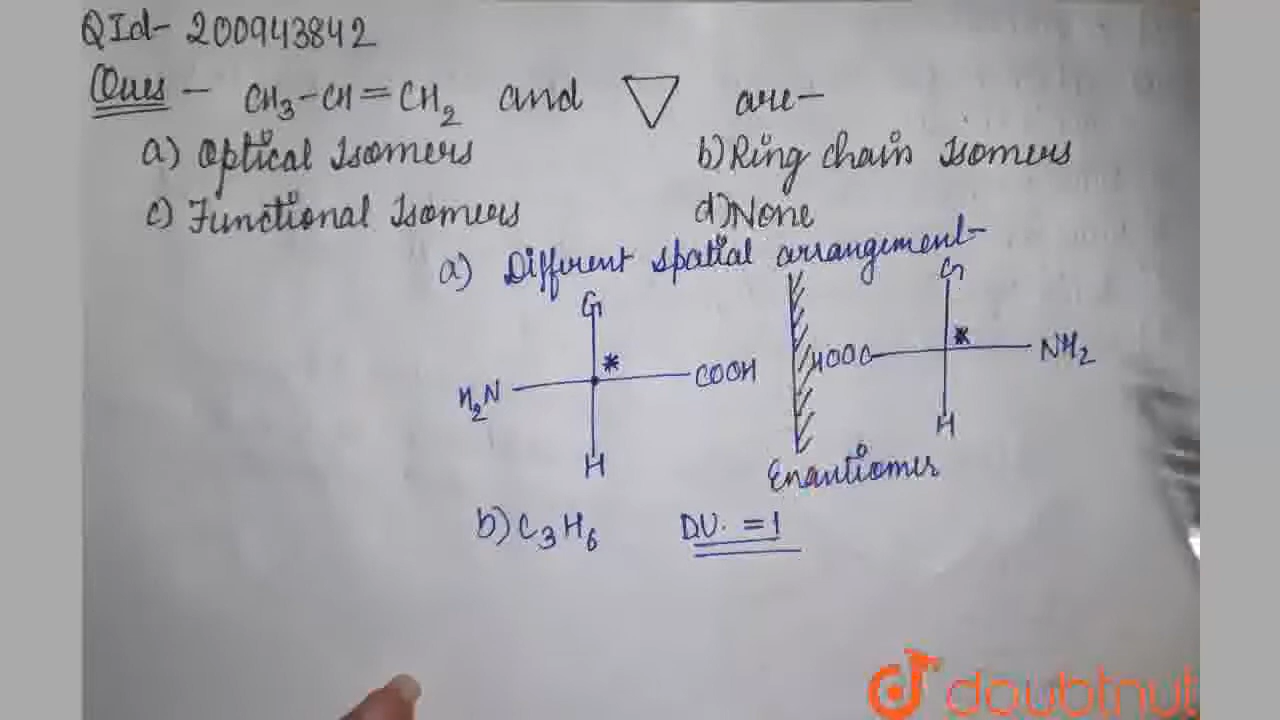 QId- 200943842
Ques - CH3-CH=CH2 and are-
a) Optical Isomers b) Ring chain Isomers
c) Functional Isomers d) None
a) Different spatial arrangement-
G G
* *
H2N COOH HOOC NH2
H H
Enantiomer
b) C3H6 D.U. = 1
doubtnut